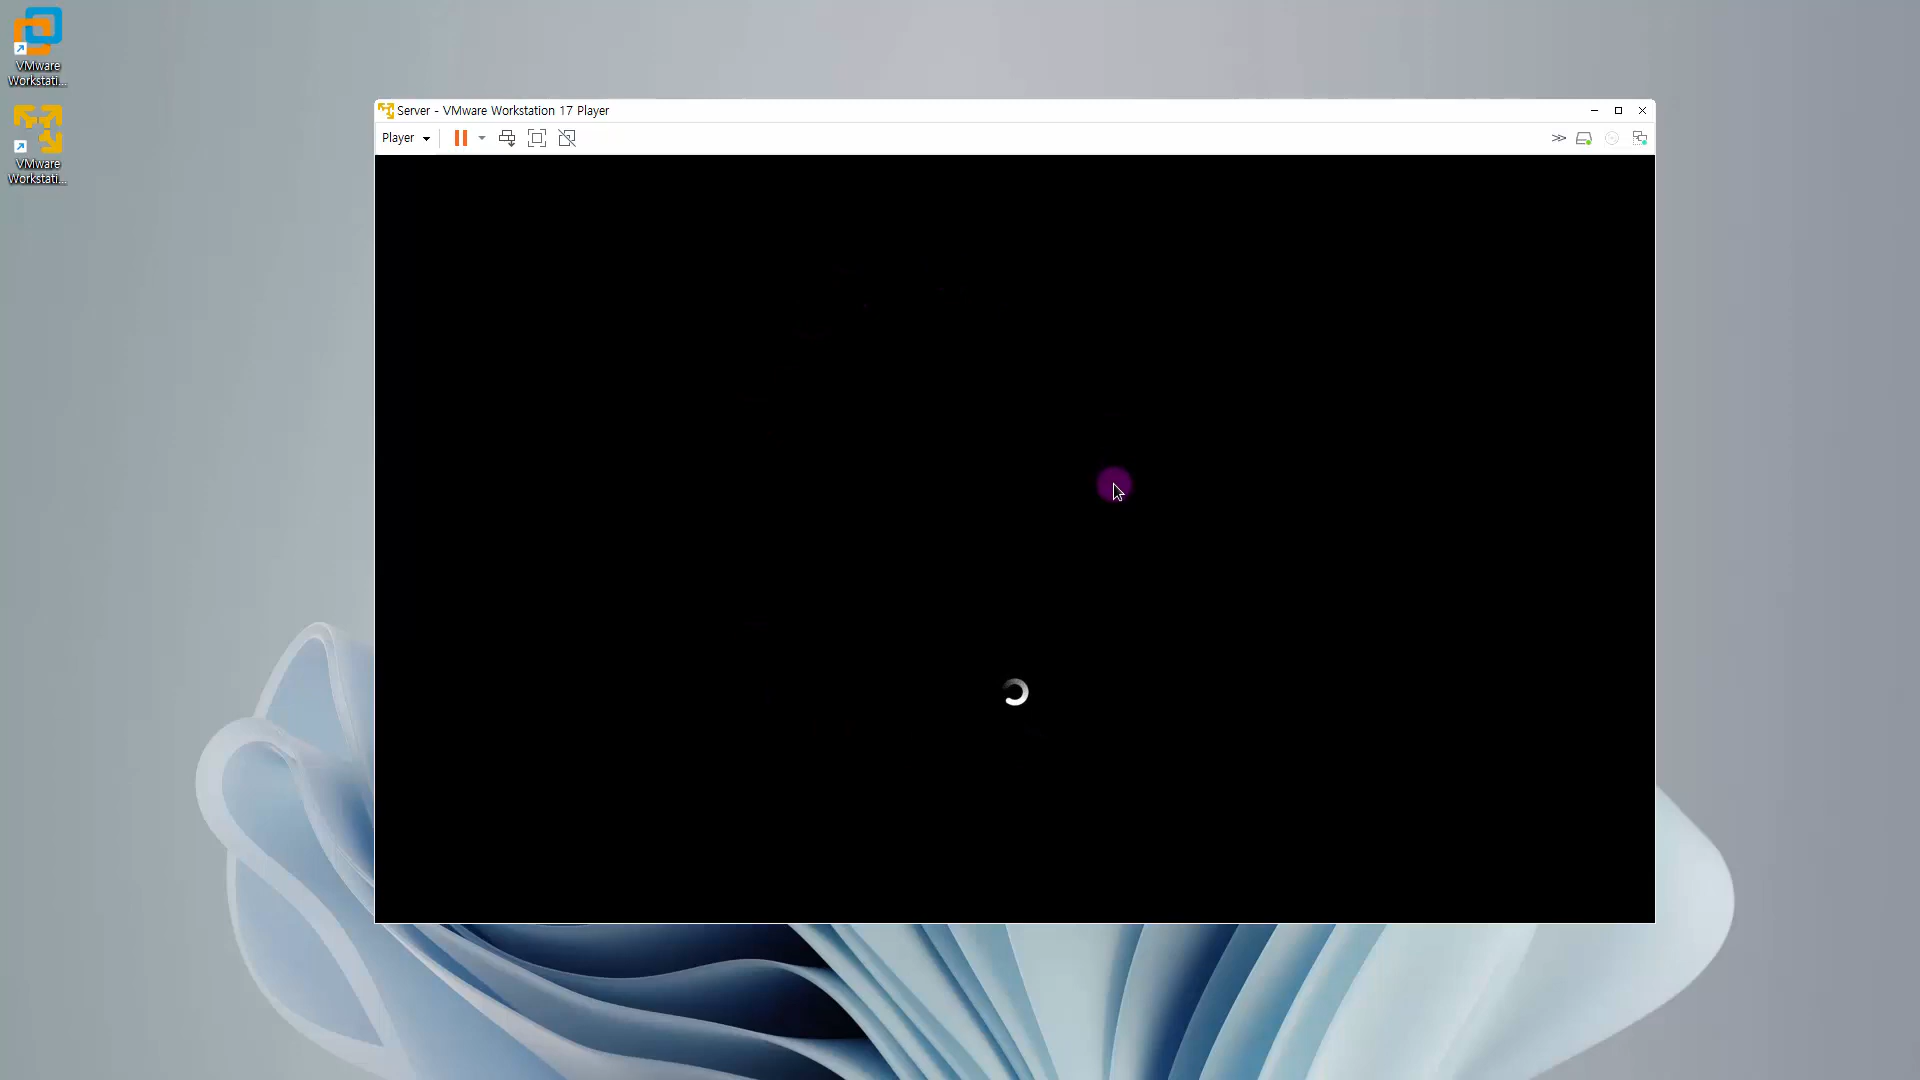 VMware
Workstati...
VMware
Workstati...
Server - VMware Workstation 17 Player
Player